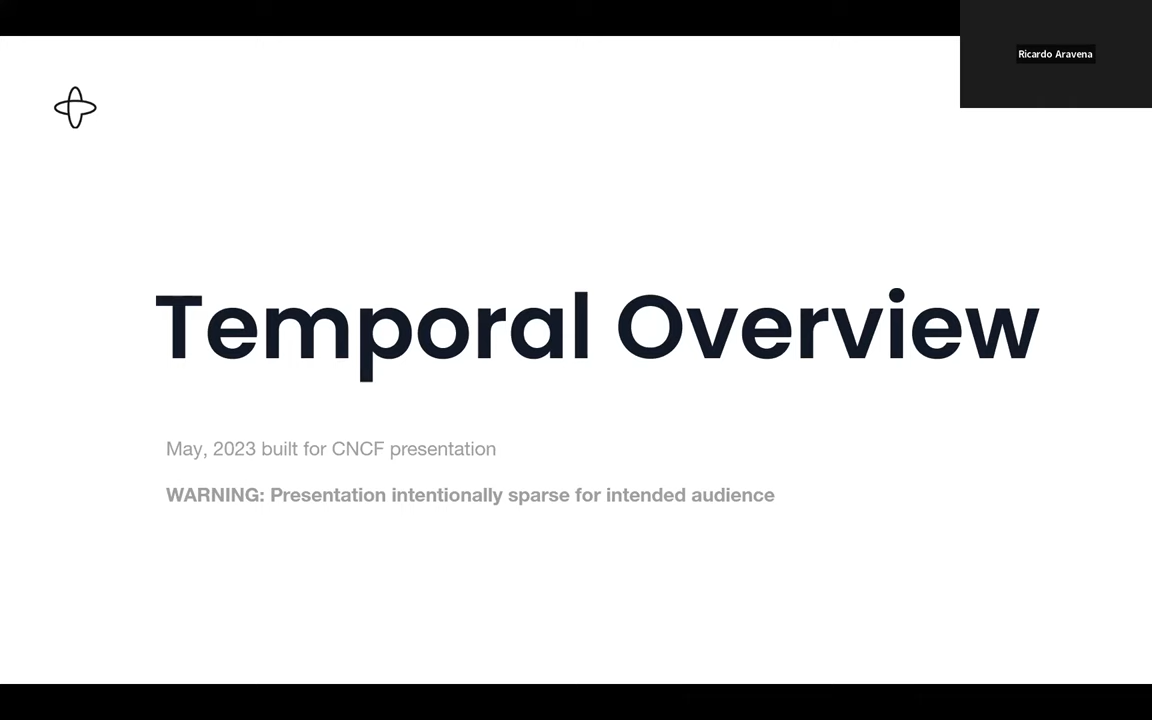 Ricardo Aravena
Temporal Overview
May, 2023 built for CNCF presentation
WARNING: Presentation intentionally sparse for intended audience